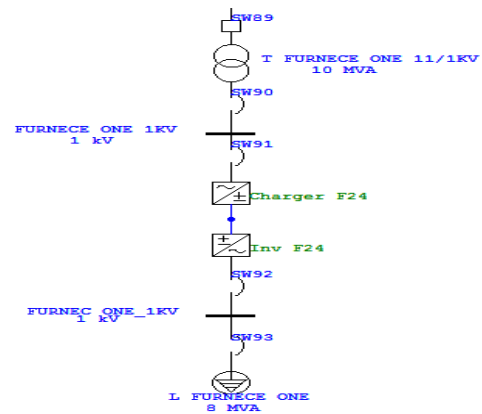 SW89
T FURNECE ONE 11/1KV
10 MVA
SW90
FURNECE ONE 1KV
1 kV
SW91
Charger F24
Inv F24
SW92
FURNEC ONE_1KV
1 kV
SW93
L FURNECE ONE
8 MVA